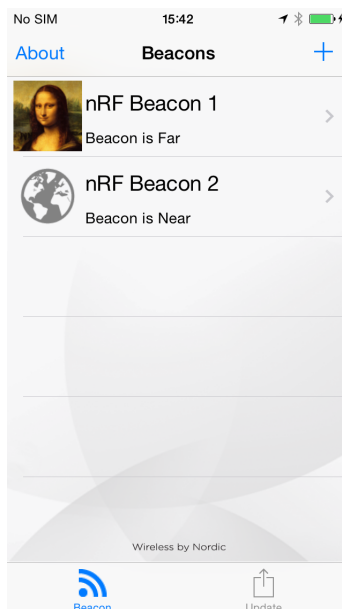 No SIM 15:42
About Beacons +
nRF Beacon 1
Beacon is Far
nRF Beacon 2
Beacon is Near
Wireless by Nordic
Beacon Update